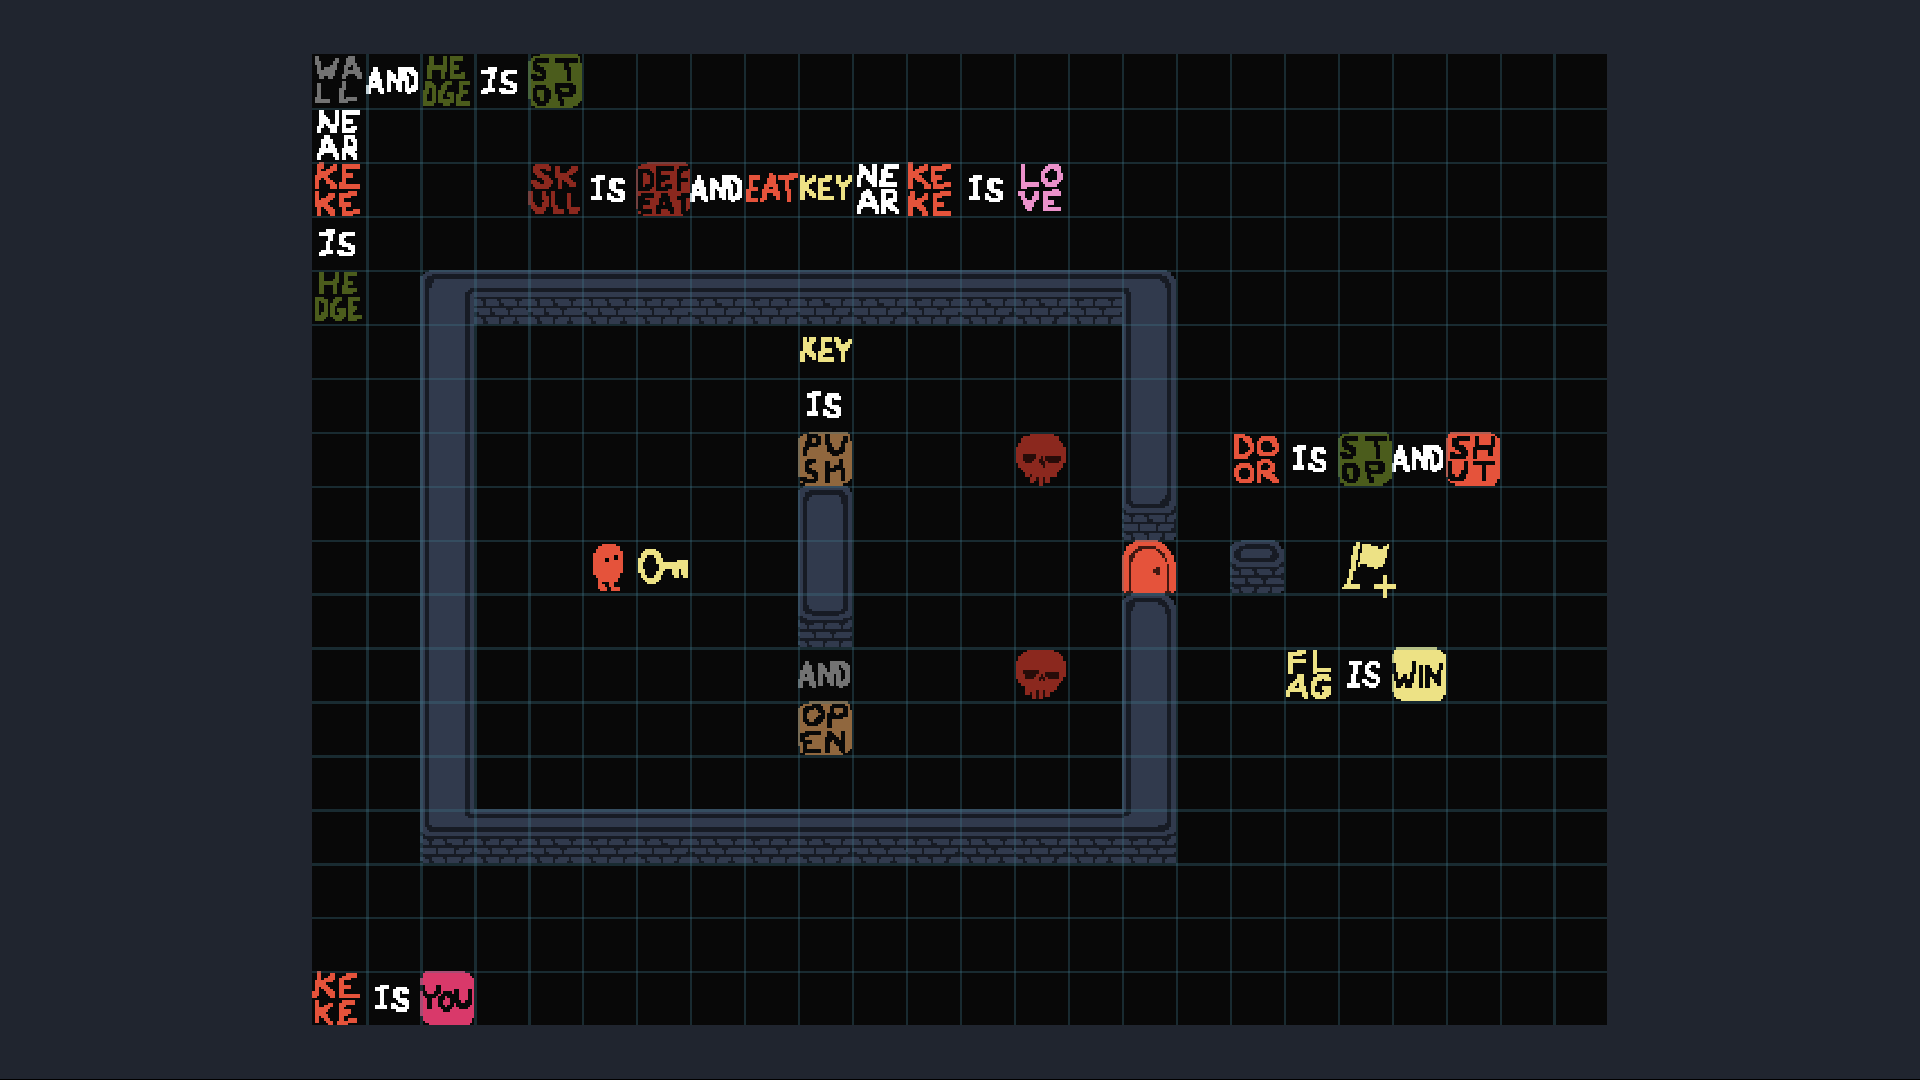 WALL AND HEDGE IS STOP
NEAR
KEKE
IS
HEDGE
SKULL IS DEFEAT AND EAT KEY NEAR KEKE IS LOVE
KEY
IS
PUSH
DOOR IS STOP AND SHUT
AND
OPEN
FLAG IS WIN
KEKE IS YOU